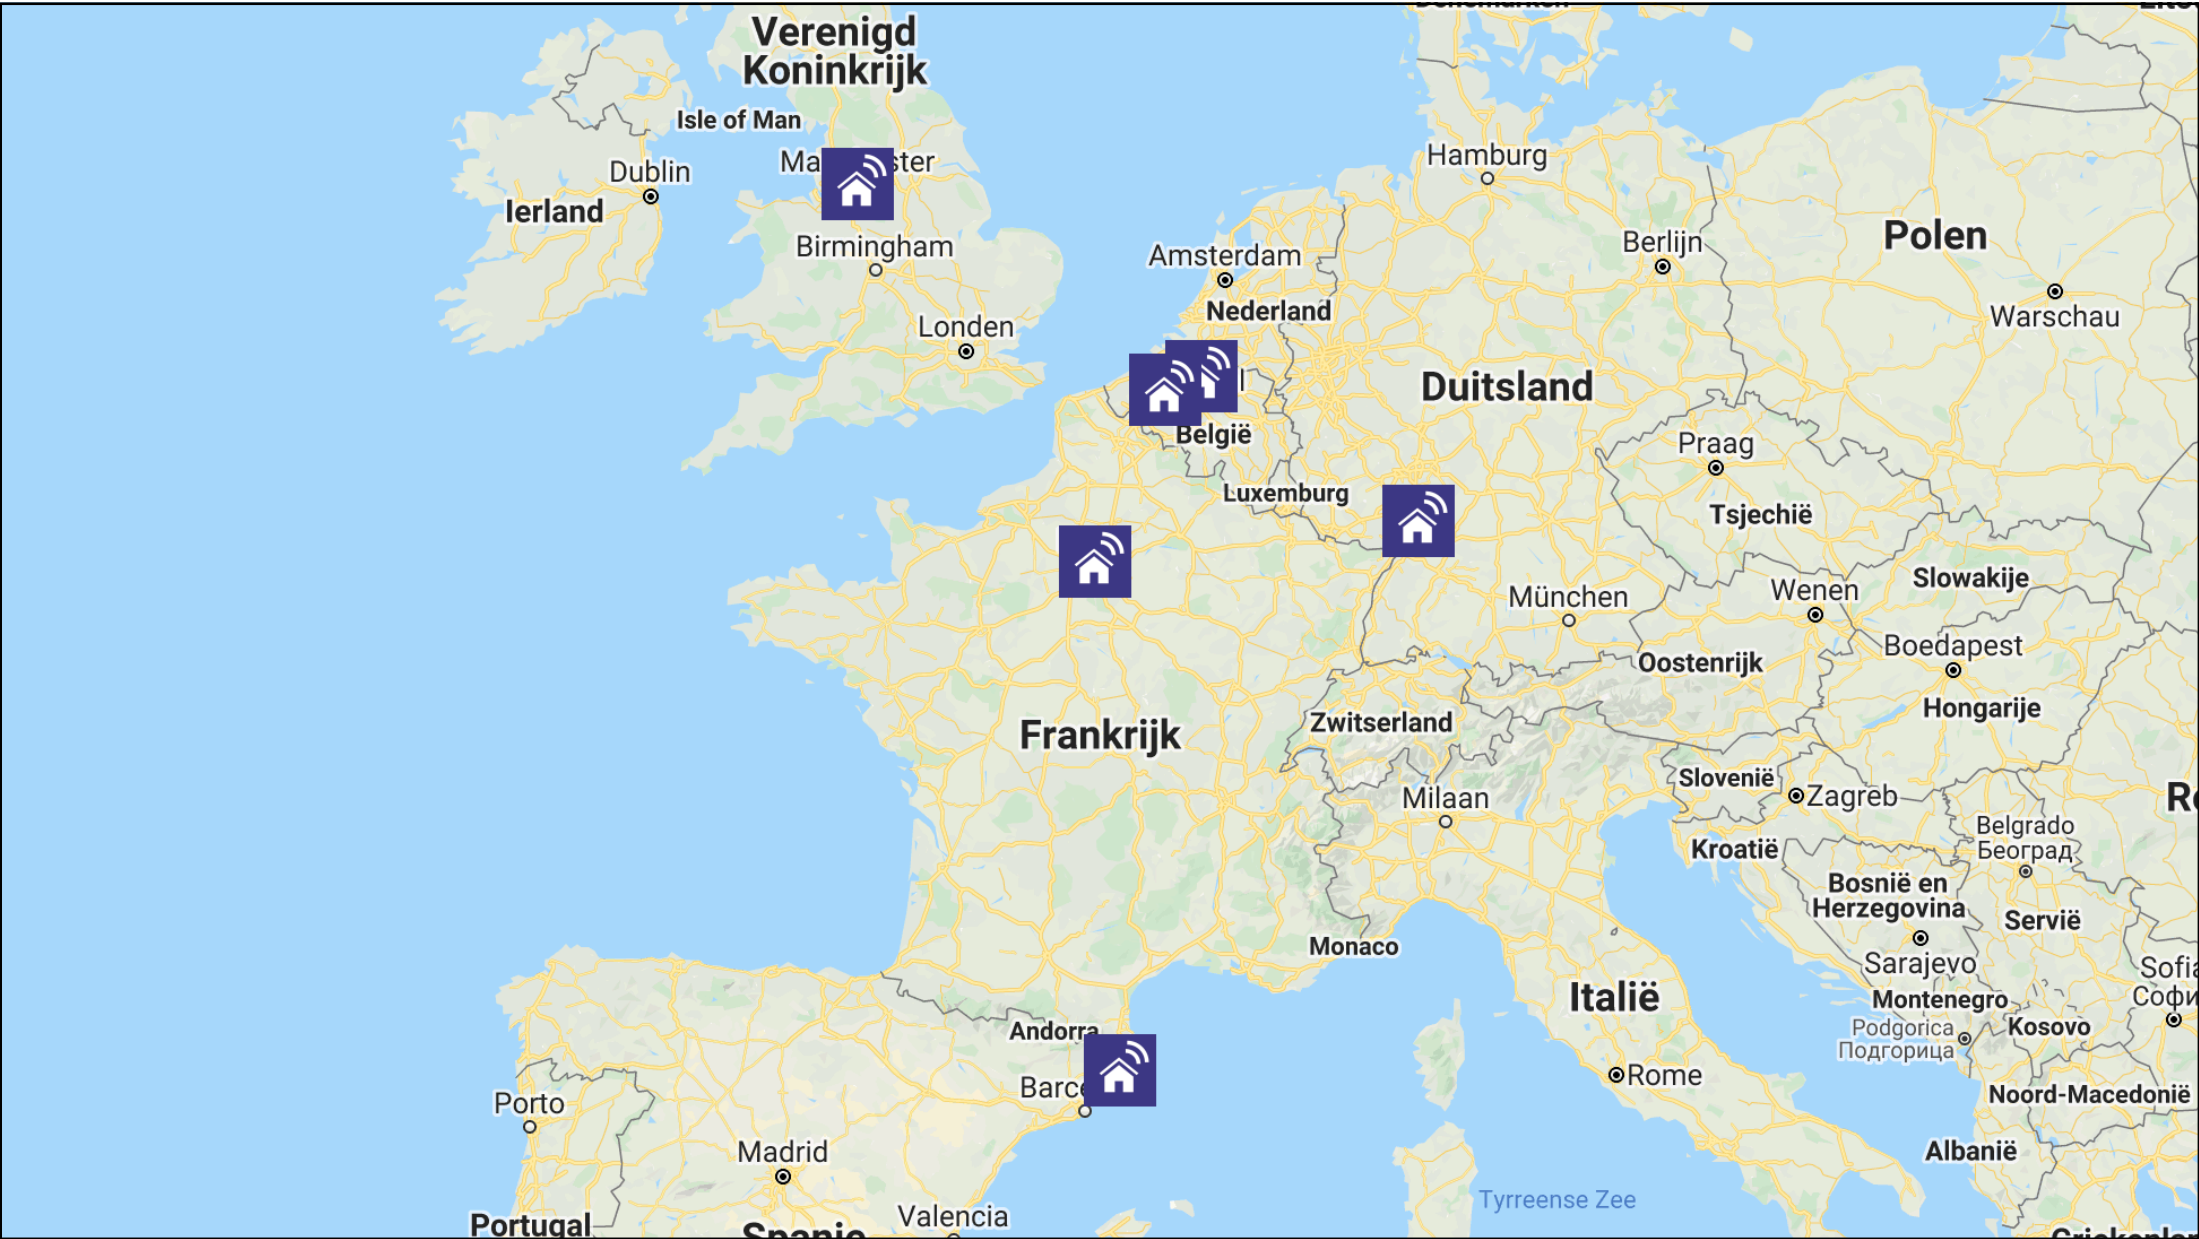 Verenigd
Koninkrijk
Isle of Man
Dublin
Ierland
Birmingham
Londen
Hamburg
Amsterdam
Nederland
Berlijn
Polen
Warschau
Duitsland
België
Luxemburg
Praag
Tsjechië
Slowakije
München
Wenen
Boedapest
Oostenrijk
Hongarije
Frankrijk
Zwitserland
Slovenië
Milaan
Zagreb
Belgrado
Београд
Kroatië
Bosnië en
Herzegovina
Servië
Monaco
Sarajevo
Italië
Montenegro
Andorra
Podgorica
Подгорица
Kosovo
Rome
Noord-Macedonië
Porto
Madrid
Albanië
Tyrreense Zee
Valencia
Portugal
Spanje